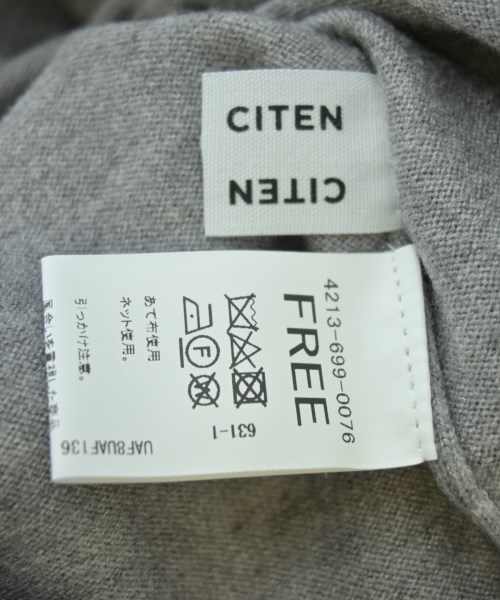 CITEN
CITEN
4213-699-0076
FREE
631-1
F
W
あて布使用
ネット使用。
引っかけ注意。
UAF8UAF136